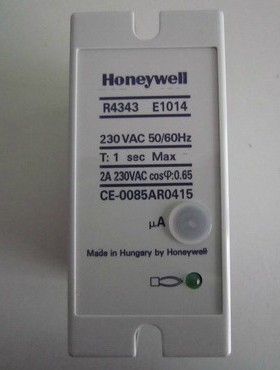 Honeywell
R4343 E1014
230 VAC 50/60Hz
T: 1 sec Max
2A 230VAC cosφ:0.65
CE-0085AR0415
µA
Made in Hungary by Honeywell